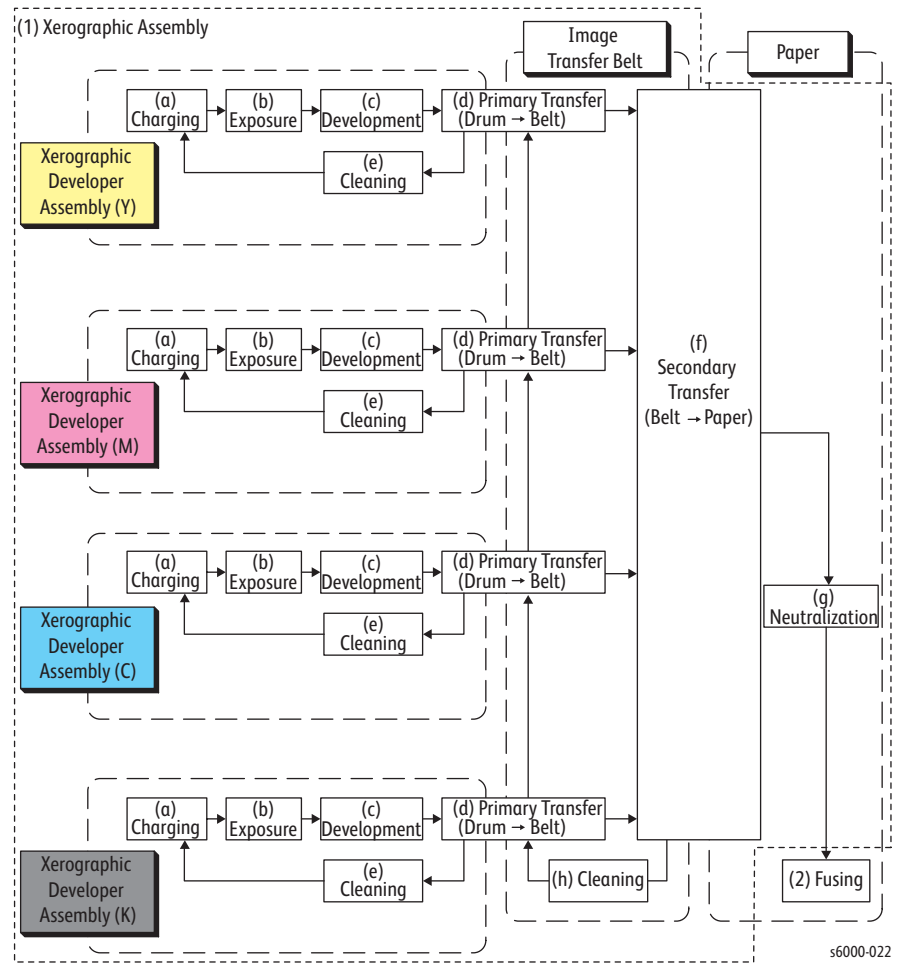 (1) Xerographic Assembly
Image
Transfer Belt
Paper
(a)
Charging
(b)
Exposure
(c)
Development
(d) Primary Transfer
(Drum → Belt)
(e)
Cleaning
Xerographic
Developer
Assembly (Y)
(a)
Charging
(b)
Exposure
(c)
Development
(d) Primary Transfer
(Drum → Belt)
(e)
Cleaning
Xerographic
Developer
Assembly (M)
(f)
Secondary
Transfer
(Belt → Paper)
(a)
Charging
(b)
Exposure
(c)
Development
(d) Primary Transfer
(Drum → Belt)
(e)
Cleaning
Xerographic
Developer
Assembly (C)
(g)
Neutralization
(a)
Charging
(b)
Exposure
(c)
Development
(d) Primary Transfer
(Drum → Belt)
(e)
Cleaning
Xerographic
Developer
Assembly (K)
(h) Cleaning
(2) Fusing
s6000-022